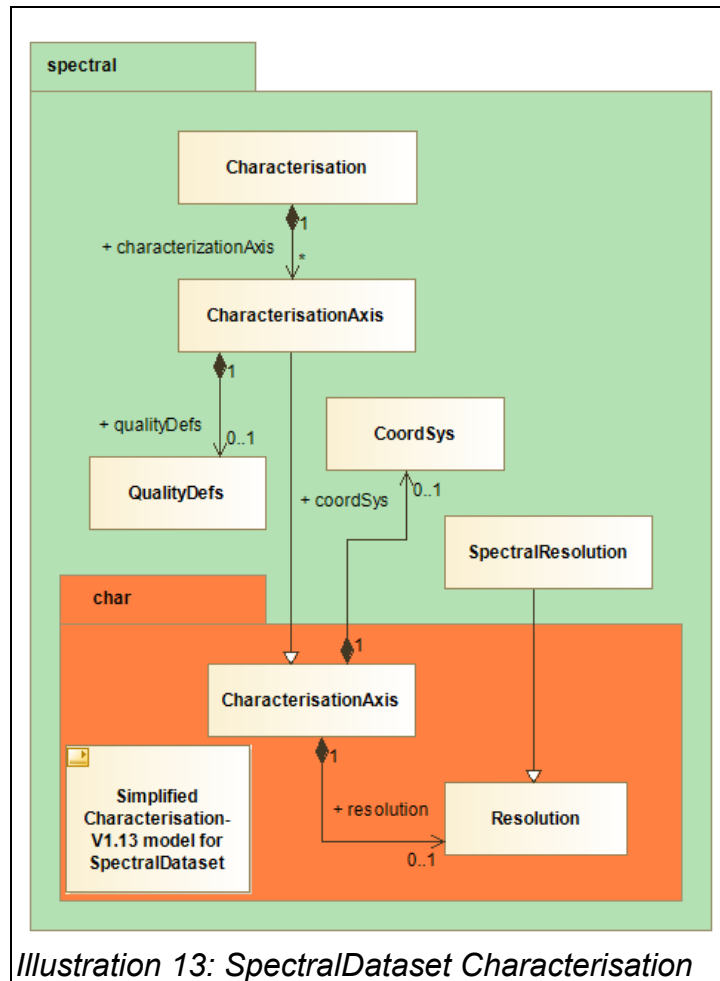 spectral
Characterisation
1
+ characterizationAxis
*
CharacterisationAxis
1
+ qualityDefs
0..1
CoordSys
0..1
QualityDefs
+ coordSys
SpectralResolution
char
1
CharacterisationAxis
1
Simplified
Characterisation-
V1.13 model for
SpectralDataset
+ resolution
Resolution
0..1
Illustration 13: SpectralDataset Characterisation